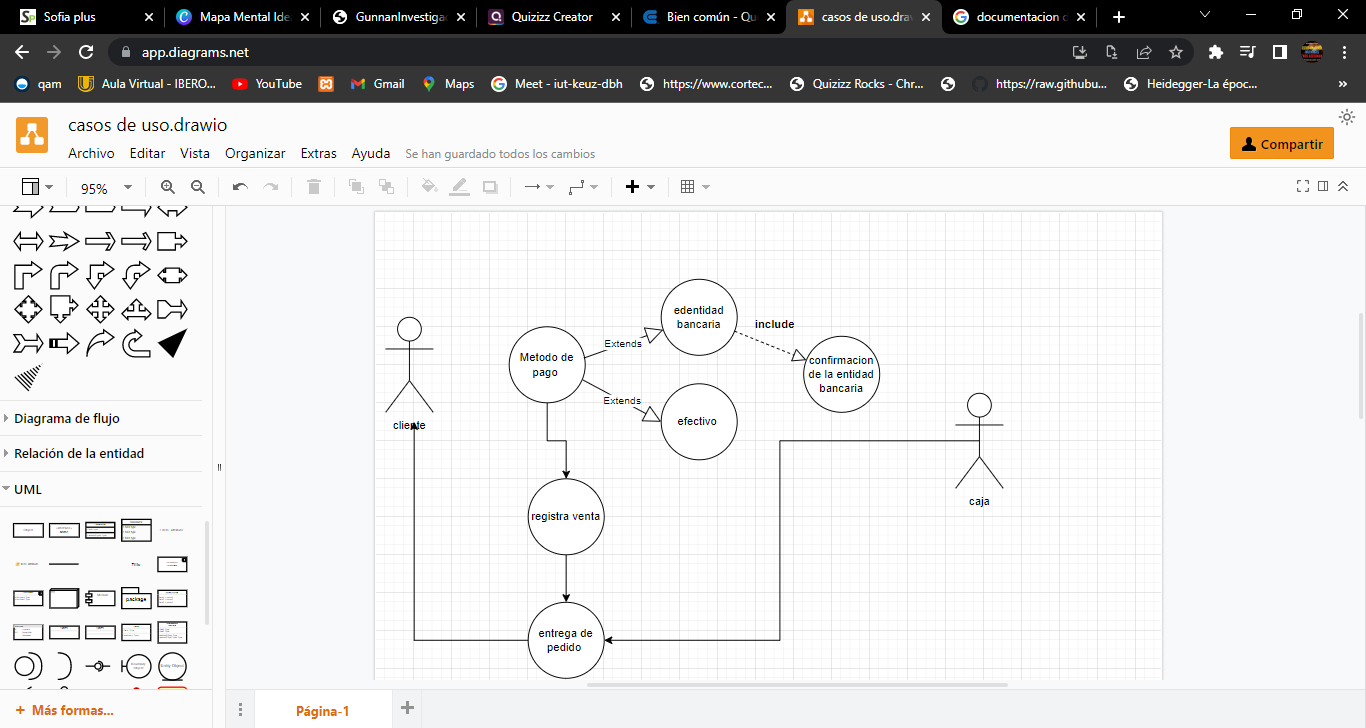 Sofia plus
Mapa Mental Ide
GunnanInvestiga
Quizizz Creator
Bien común - Qu
casos de uso.draw
documentacion d
app.diagrams.net
qam
Aula Virtual - IBERO...
YouTube
Gmail
Maps
Meet - iut-keuz-dbh
https://www.cortec...
Quizizz Rocks - Chr...
https://raw.githubu...
Heidegger-La époc...
»
casos de uso.drawio
Archivo Editar Vista Organizar Extras Ayuda Se han guardado todos los cambios
Compartir
95%
Diagrama de flujo
Relación de la entidad
UML
Title
package
+ Más formas...
edentidad
bancaria
include
Extends
Metodo de
pago
confirmacion
de la entidad
bancaria
Extends
efectivo
cliente
caja
registra venta
entrega de
pedido
Página-1